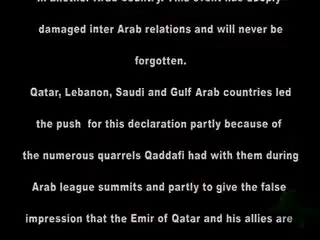 in another Arab country. This event has deeply
damaged inter Arab relations and will never be
forgotten.
Qatar, Lebanon, Saudi and Gulf Arab countries led
the push for this declaration partly because of
the numerous quarrels Qaddafi had with them during
Arab league summits and partly to give the false
impression that the Emir of Qatar and his allies are